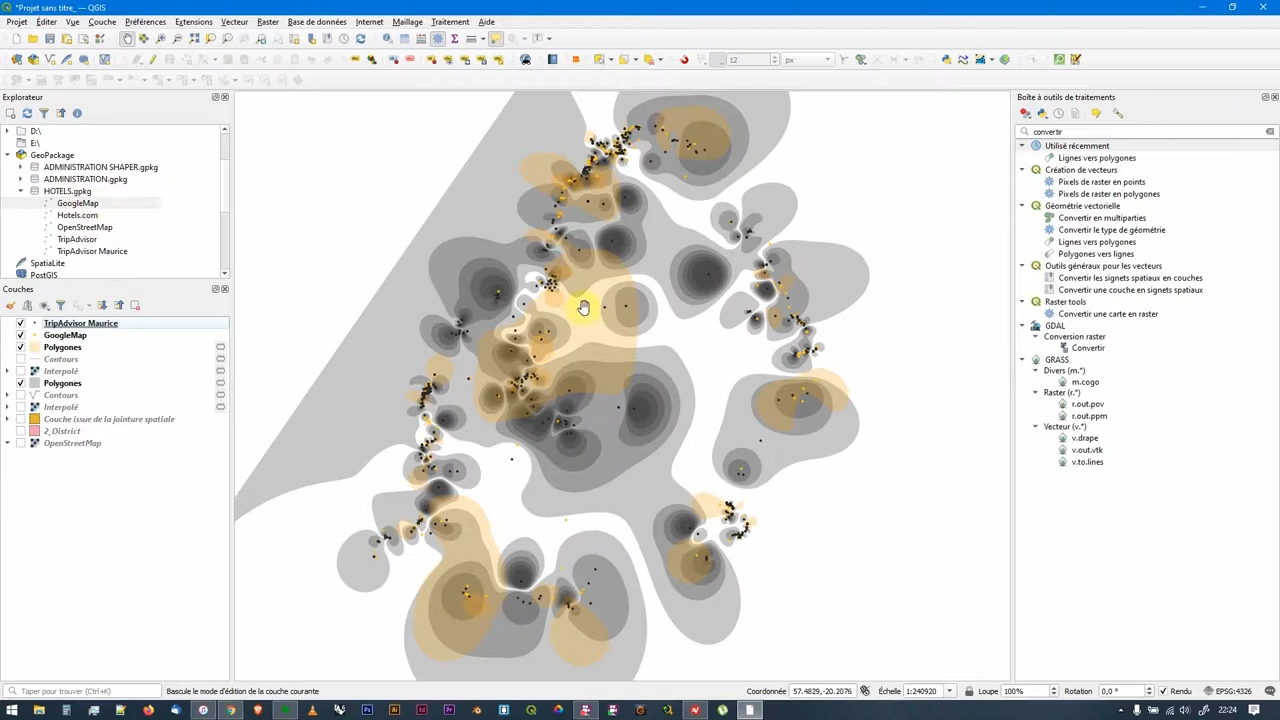 *Projet sans titre_ — QGIS
Projet Éditer Vue Couche Préférences Extensions Vecteur Raster Base de données Internet Maillage Traitement Aide
12 px
Explorateur
D:\
E:\
GeoPackage
ADMINISTRATION SHAPER.gpkg
ADMINISTRATION.gpkg
HOTELS.gpkg
GoogleMap
Hotels.com
OpenStreetMap
TripAdvisor
TripAdvisor Maurice
SpatiaLite
PostGIS
Couches
TripAdvisor Maurice
GoogleMap
Polygones
Contours
Interpolé
Polygones
Contours
Interpolé
Couche issue de la jointure spatiale
2_District
OpenStreetMap
Boîte à outils de traitements
convertir
Utilisé récemment
Lignes vers polygones
Création de vecteurs
Pixels de raster en points
Pixels de raster en polygones
Géométrie vectorielle
Convertir en multiparties
Convertir le type de géométrie
Lignes vers polygones
Polygones vers lignes
Outils généraux pour les vecteurs
Convertir les signets spatiaux en couches
Convertir une couche en signets spatiaux
Raster tools
Convertir une carte en raster
GDAL
Conversion raster
Convertir
GRASS
Divers (m.*)
m.cogo
Raster (r.*)
r.out.pov
r.out.ppm
Vecteur (v.*)
v.drape
v.out.vtk
v.to.lines
Taper pour trouver (Ctrl+K) Bascule le mode d'édition de la couche courante Coordonnée 57.4829,-20.2076 Échelle 1:240920 Loupe 100% Rotation 0,0 ° Rendu EPSG:4326
22:24